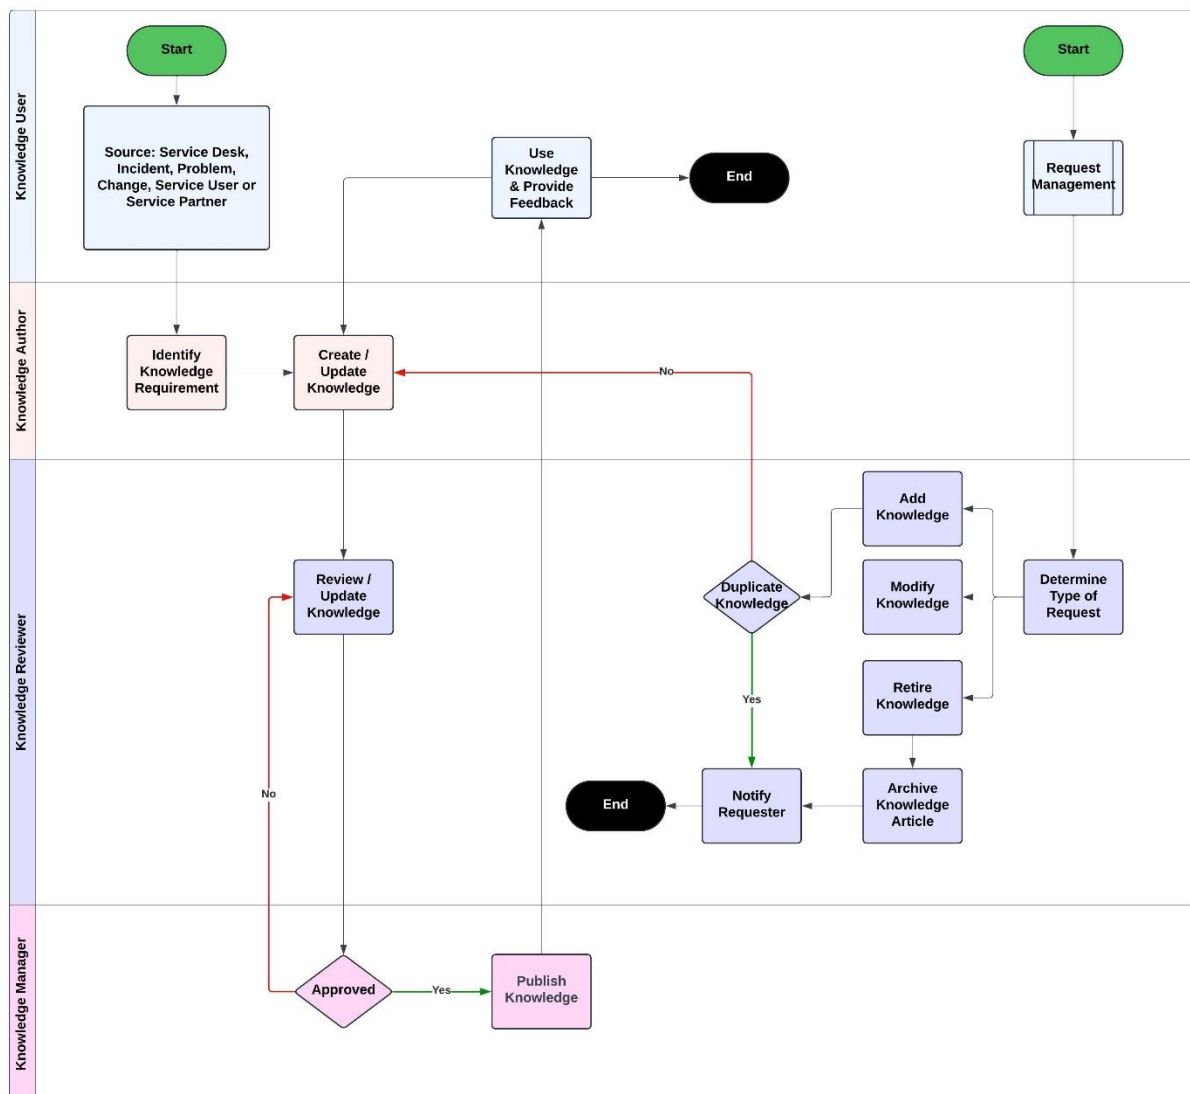 Knowledge User
Start
Source: Service Desk,
Incident, Problem,
Change, Service User or
Service Partner
Use
Knowledge
& Provide
Feedback
End
Start
Request
Management
Knowledge Author
Identify
Knowledge
Requirement
Create /
Update
Knowledge
No
Knowledge Reviewer
Review /
Update
Knowledge
No
Duplicate
Knowledge
Yes
Add
Knowledge
Modify
Knowledge
Retire
Knowledge
Determine
Type of
Request
End
Notify
Requester
Archive
Knowledge
Article
Knowledge Manager
Approved
Yes
Publish
Knowledge